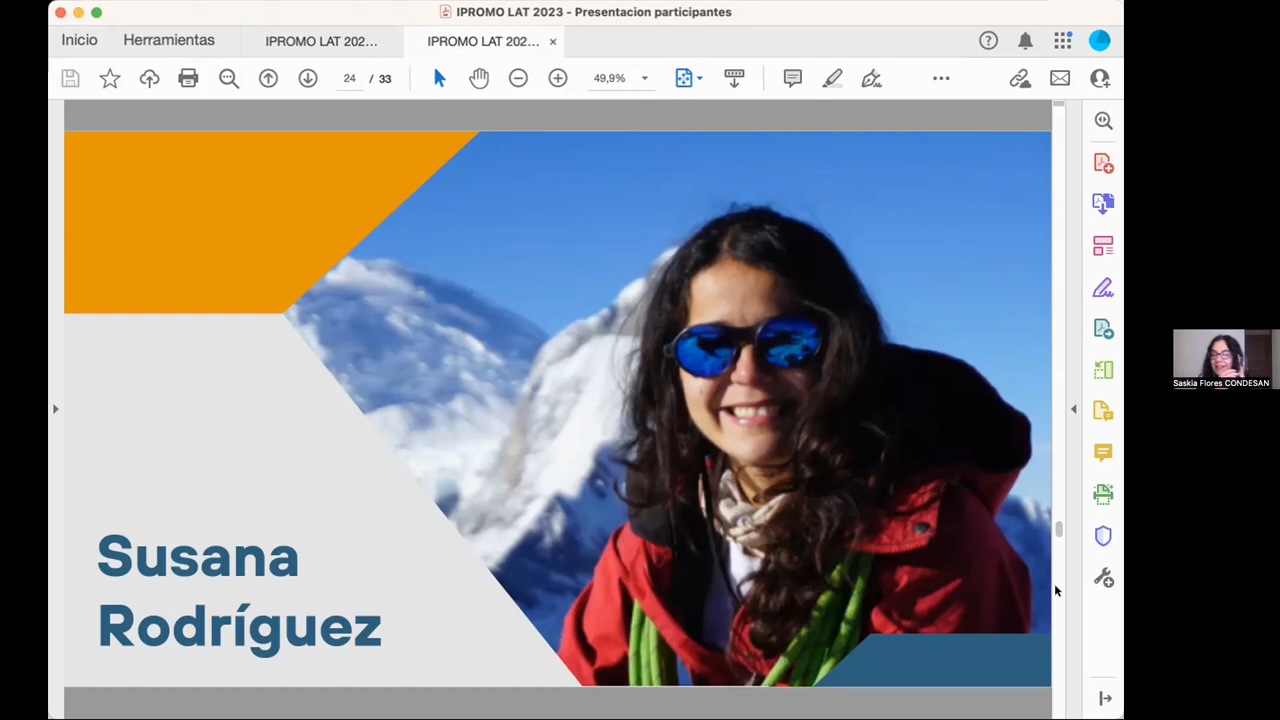 IPROMO LAT 2023 - Presentacion participantes
Inicio
Herramientas
IPROMO LAT 202...
IPROMO LAT 202... ×
24 / 33
49,9%
Susana
Rodríguez
Saskia Flores CONDESAN